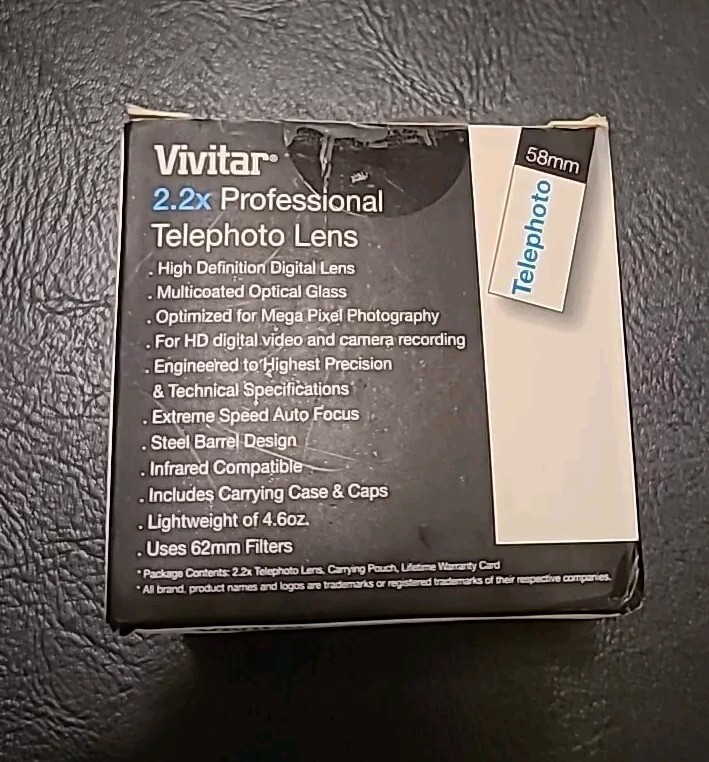 Vivitar®
2.2x Professional
Telephoto Lens
. High Definition Digital Lens
. Multicoated Optical Glass
. Optimized for Mega Pixel Photography
. For HD digital video and camera recording
. Engineered to Highest Precision
& Technical Specifications
. Extreme Speed Auto Focus
. Steel Barrel Design
. Infrared Compatible
. Includes Carrying Case & Caps
. Lightweight of 4.6oz.
. Uses 62mm Filters
* Package Contents: 2.2x Telephoto Lens, Carrying Pouch, Lifetime Warranty Card
* All brand, product names and logos are trademarks or registered trademarks of their respective companies.
58mm
Telephoto